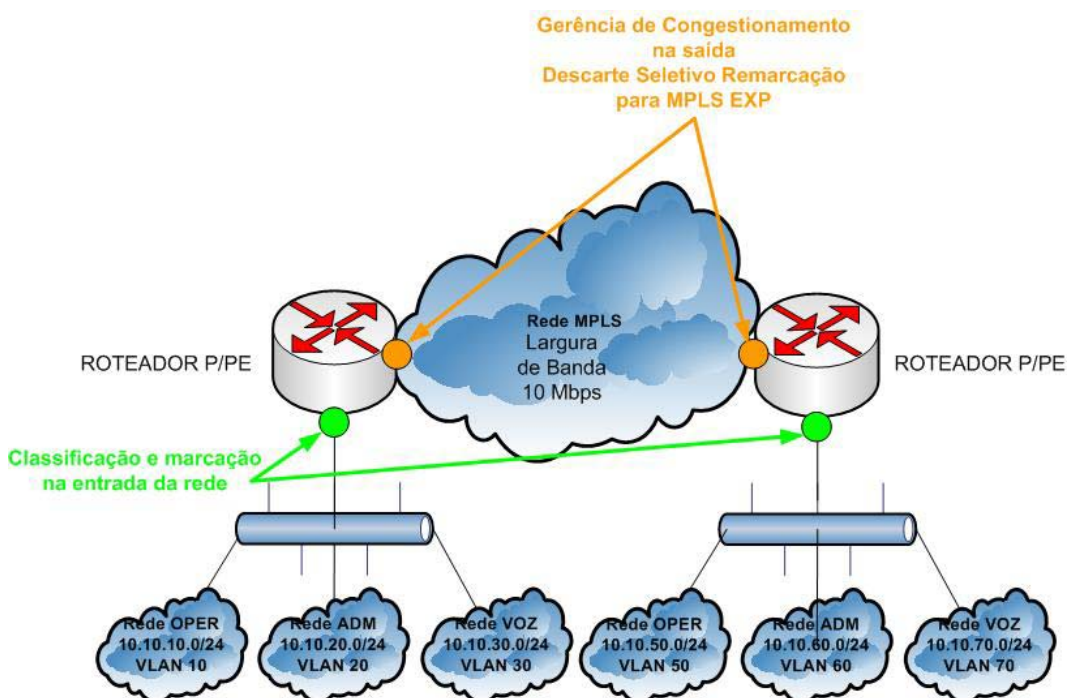 Gerência de Congestionamento
na saída
Descarte Seletivo Remarcação
para MPLS EXP
Rede MPLS
Largura
de Banda
10 Mbps
ROTEADOR P/PE
ROTEADOR P/PE
Classificação e marcação
na entrada da rede
Rede OPER
10.10.10.0/24
VLAN 10
Rede ADM
10.10.20.0/24
VLAN 20
Rede VOZ
10.10.30.0/24
VLAN 30
Rede OPER
10.10.50.0/24
VLAN 50
Rede ADM
10.10.60.0/24
VLAN 60
Rede VOZ
10.10.70.0/24
VLAN 70